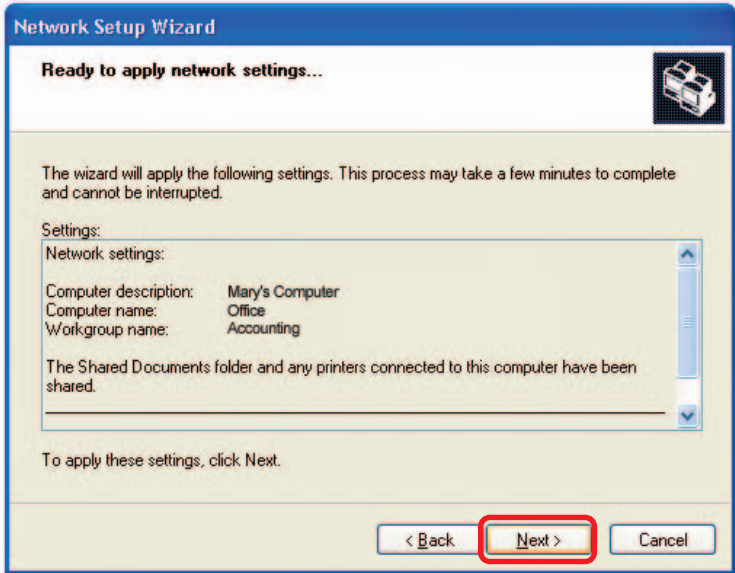 Network Setup Wizard
Ready to apply network settings...
The wizard will apply the following settings. This process may take a few minutes to complete
and cannot be interrupted.
Settings:
Network settings:
Computer description: Mary's Computer
Computer name: Office
Workgroup name: Accounting
The Shared Documents folder and any printers connected to this computer have been
shared.
To apply these settings, click Next.
< Back Next > Cancel